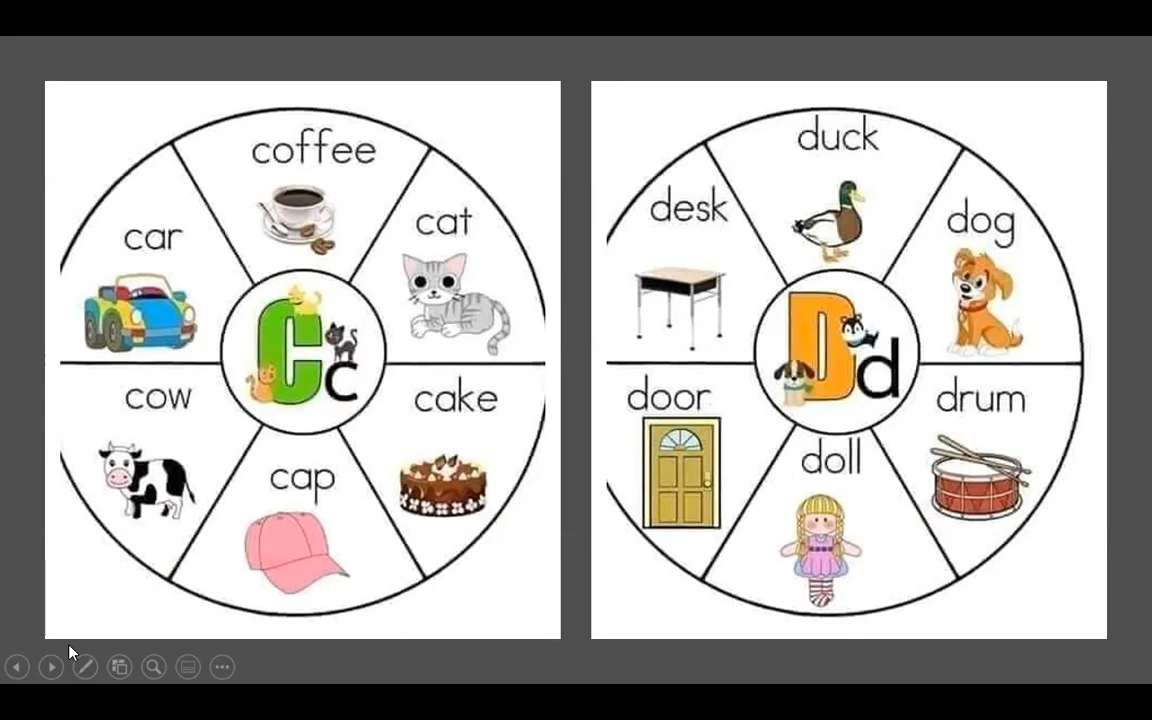 coffee
cat
cake
cap
cow
car
Cc
duck
dog
drum
doll
door
desk
Dd